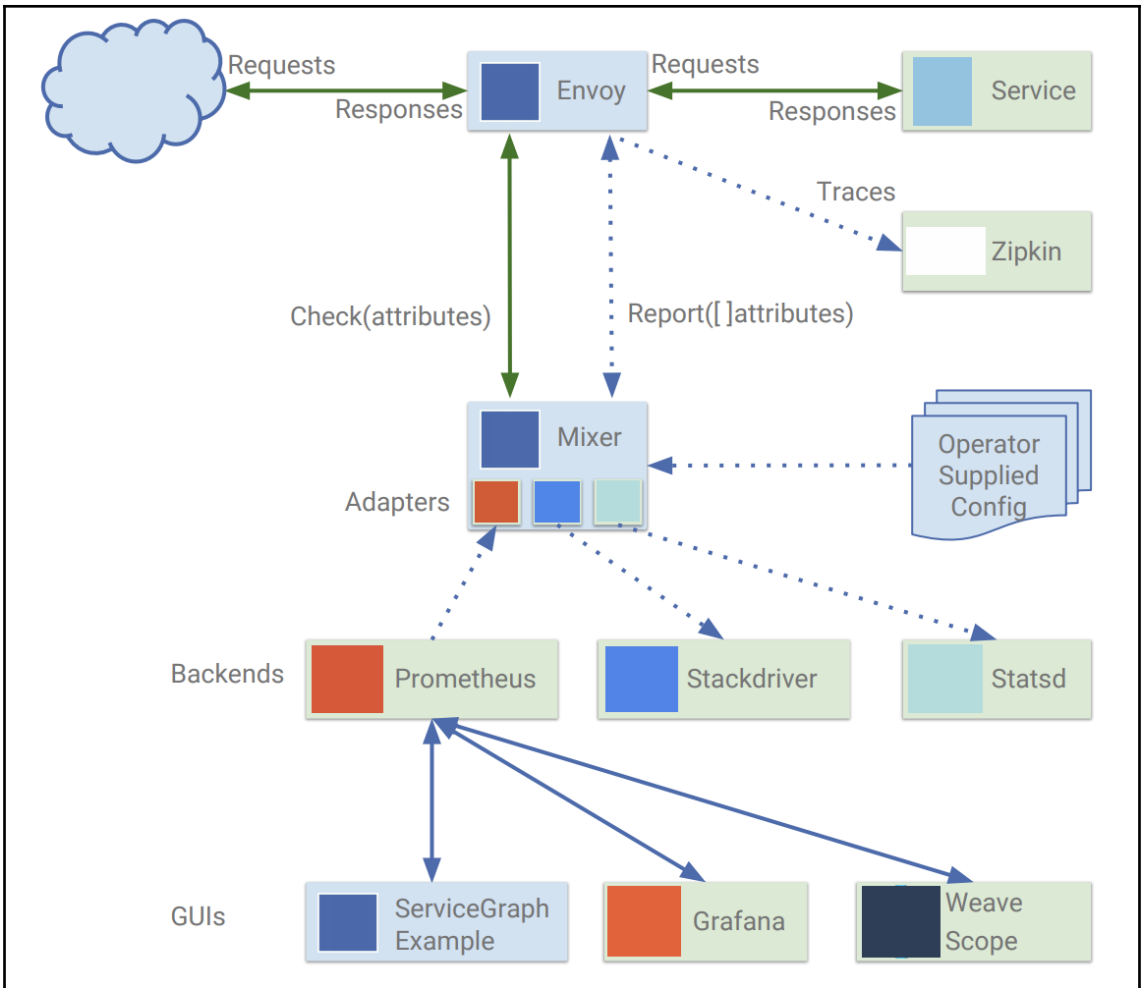 Requests
Responses
Envoy
Requests
Responses
Service
Traces
Zipkin
Check(attributes)
Report([ ]attributes)
Mixer
Adapters
Operator
Supplied
Config
Backends
Prometheus
Stackdriver
Statsd
GUIs
ServiceGraph
Example
Grafana
Weave
Scope